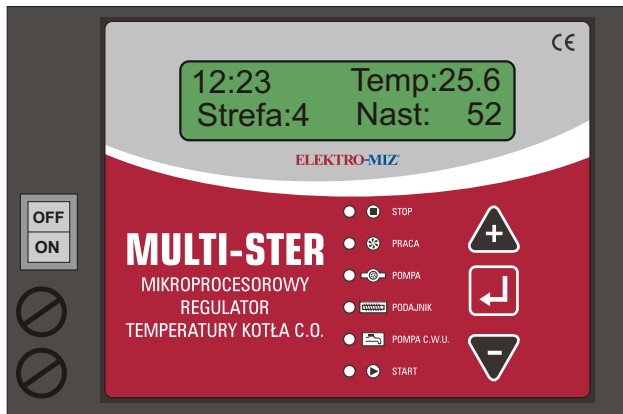 CE
12:23 Temp:25.6
Strefa:4 Nast: 52
ELEKTRO-MIZ
OFF
ON
MULTI-STER
MIKROPROCESOROWY
REGULATOR
TEMPERATURY KOTŁA C.O.
STOP
PRACA
POMPA
PODAJNIK
POMPA C.W.U.
START
+
-